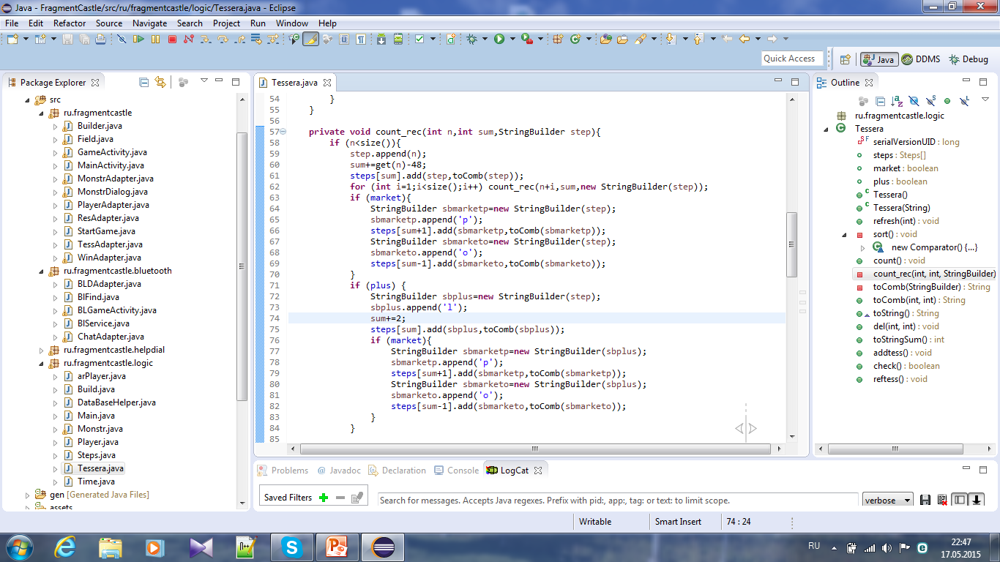 Java - FragmentCastle/src/ru/fragmentcastle/logic/Tessera.java - Eclipse
File Edit Refactor Source Navigate Search Project Run Window Help
Quick Access Java DDMS Debug
Package Explorer
src
ru.fragmentcastle
Builder.java
Field.java
GameActivity.java
MainActivity.java
MonstrAdapter.java
MonstrDialog.java
PlayerAdapter.java
ResAdapter.java
StartGame.java
TessAdapter.java
WinAdapter.java
ru.fragmentcastle.bluetooth
BLDAdapter.java
BlFind.java
BLGameActivity.java
BlService.java
ChatAdapter.java
ru.fragmentcastle.helpdial
ru.fragmentcastle.logic
arPlayer.java
Build.java
DataBaseHelper.java
Main.java
Monstr.java
Player.java
Steps.java
Tessera.java
Time.java
gen [Generated Java Files]
assets
Tessera.java
54 }
55 }
56
57 private void count_rec(int n,int sum,StringBuilder step){
58 if (n<size()){
59 step.append(n);
60 sum+=get(n)-48;
61 steps[sum].add(step,toComb(step));
62 for (int i=1;i<size();i++) count_rec(n+i,sum,new StringBuilder(step));
63 if (market){
64 StringBuilder sbmarketp=new StringBuilder(step);
65 sbmarketp.append('p');
66 steps[sum+1].add(sbmarketp,toComb(sbmarketp));
67 StringBuilder sbmarketo=new StringBuilder(step);
68 sbmarketo.append('o');
69 steps[sum-1].add(sbmarketo,toComb(sbmarketo));
70 }
71 if (plus) {
72 StringBuilder sbplus=new StringBuilder(step);
73 sbplus.append('l');
74 sum+=2;
75 steps[sum].add(sbplus,toComb(sbplus));
76 if (market){
77 StringBuilder sbmarketp=new StringBuilder(sbplus);
78 sbmarketp.append('p');
79 steps[sum+1].add(sbmarketp,toComb(sbmarketp));
80 StringBuilder sbmarketo=new StringBuilder(sbplus);
81 sbmarketo.append('o');
82 steps[sum-1].add(sbmarketo,toComb(sbmarketo));
83 }
84 }
85
Outline
ru.fragmentcastle.logic
Tessera
serialVersionUID : long
steps : Steps[]
market : boolean
plus : boolean
Tessera()
Tessera(String)
refresh(int) : void
sort() : void
new Comparator() {...}
count() : void
count_rec(int, int, StringBuilder)
toComb(StringBuilder) : String
toComb(int, int) : String
toString() : String
del(int, int) : void
toStringSum() : int
addtess() : void
check() : boolean
reftess() : void
Problems @ Javadoc Declaration Console LogCat
Saved Filters
Search for messages. Accepts Java regexes. Prefix with pid:, app:, tag: or text: to limit scope.
verbose
Writable Smart Insert 74 : 24
RU
22:47
17.05.2015